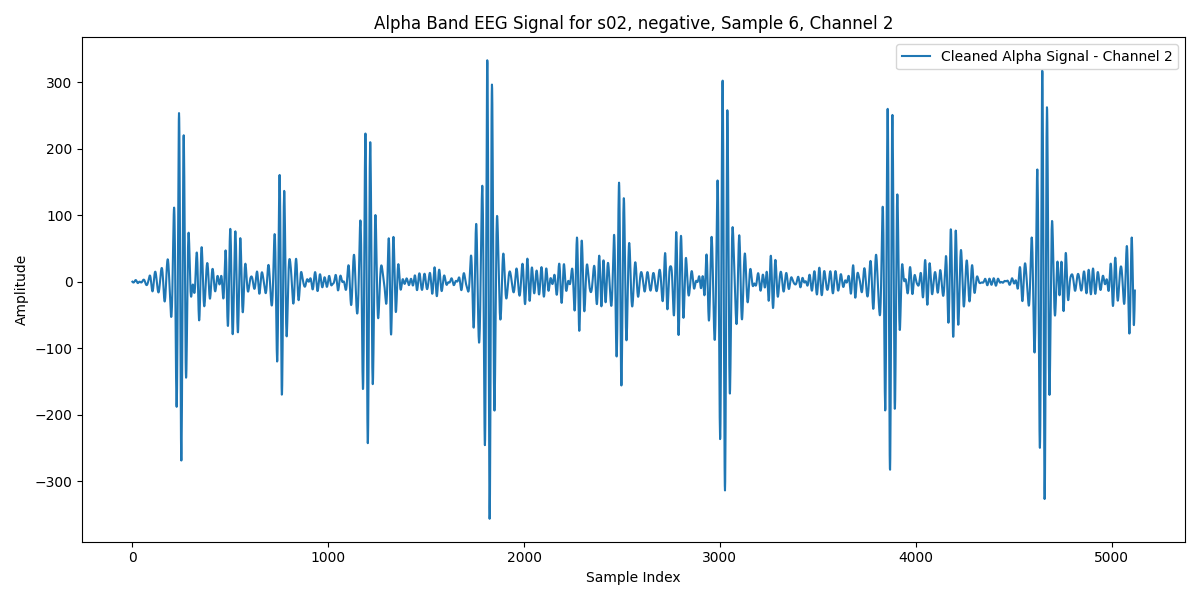 Alpha Band EEG Signal for s02, negative, Sample 6, Channel 2
Cleaned Alpha Signal - Channel 2
Amplitude
300
200
100
0
−100
−200
−300
0 1000 2000 3000 4000 5000
Sample Index